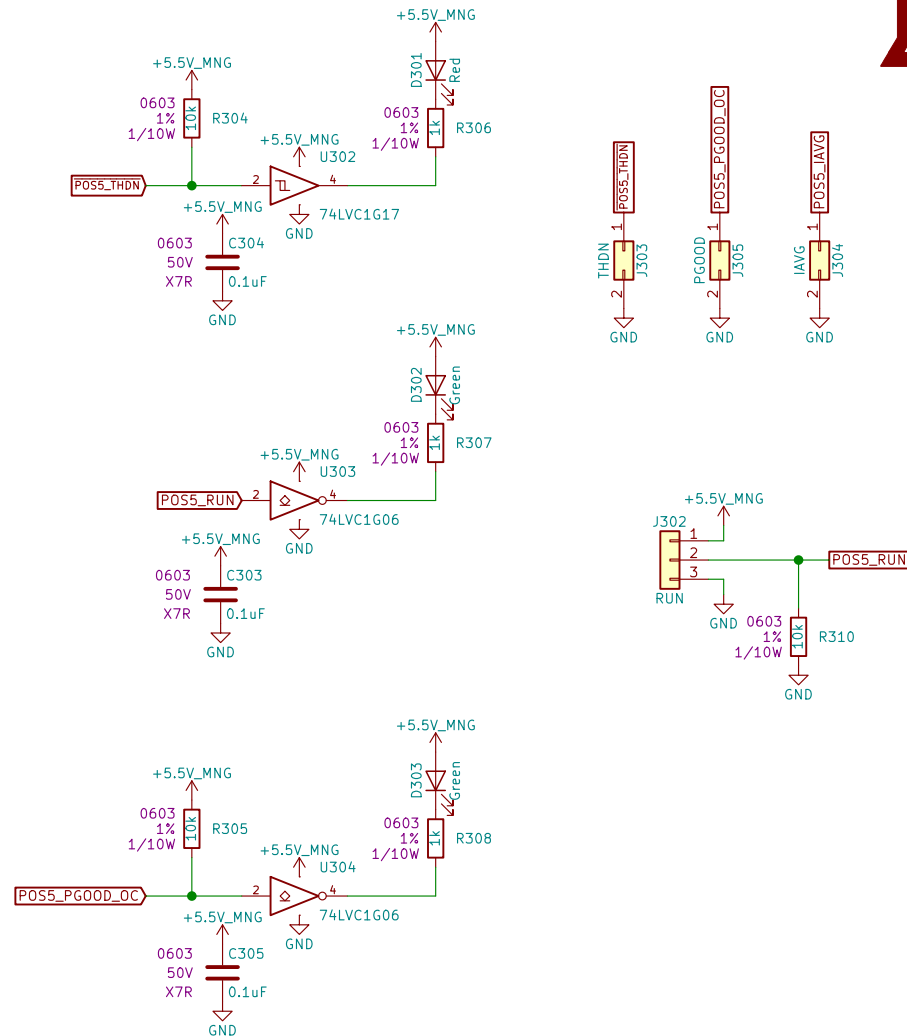 +5.5V_MNG
D301
Red
0603
1%
1/10W
1k
R306
+5.5V_MNG
0603
1%
1/10W
10k
R304
+5.5V_MNG
U302
POS5_THDN
2
4
74LVC1G17
GND
+5.5V_MNG
0603
50V
X7R
C304
0.1uF
GND
POS5_THDN
1
THDN
J303
2
GND
POS5_PGOOD_OC
1
PGOOD
J305
2
GND
POS5_IAVG
1
IAVG
J304
2
GND
+5.5V_MNG
D302
Green
0603
1%
1/10W
1k
R307
+5.5V_MNG
U303
POS5_RUN
2
4
74LVC1G06
GND
+5.5V_MNG
0603
50V
X7R
C303
0.1uF
GND
+5.5V_MNG
J302
1
2
3
RUN
GND
POS5_RUN
0603
1%
1/10W
10k
R310
GND
+5.5V_MNG
D303
Green
0603
1%
1/10W
1k
R308
+5.5V_MNG
0603
1%
1/10W
10k
R305
+5.5V_MNG
U304
POS5_PGOOD_OC
2
4
74LVC1G06
GND
+5.5V_MNG
0603
50V
X7R
C305
0.1uF
GND